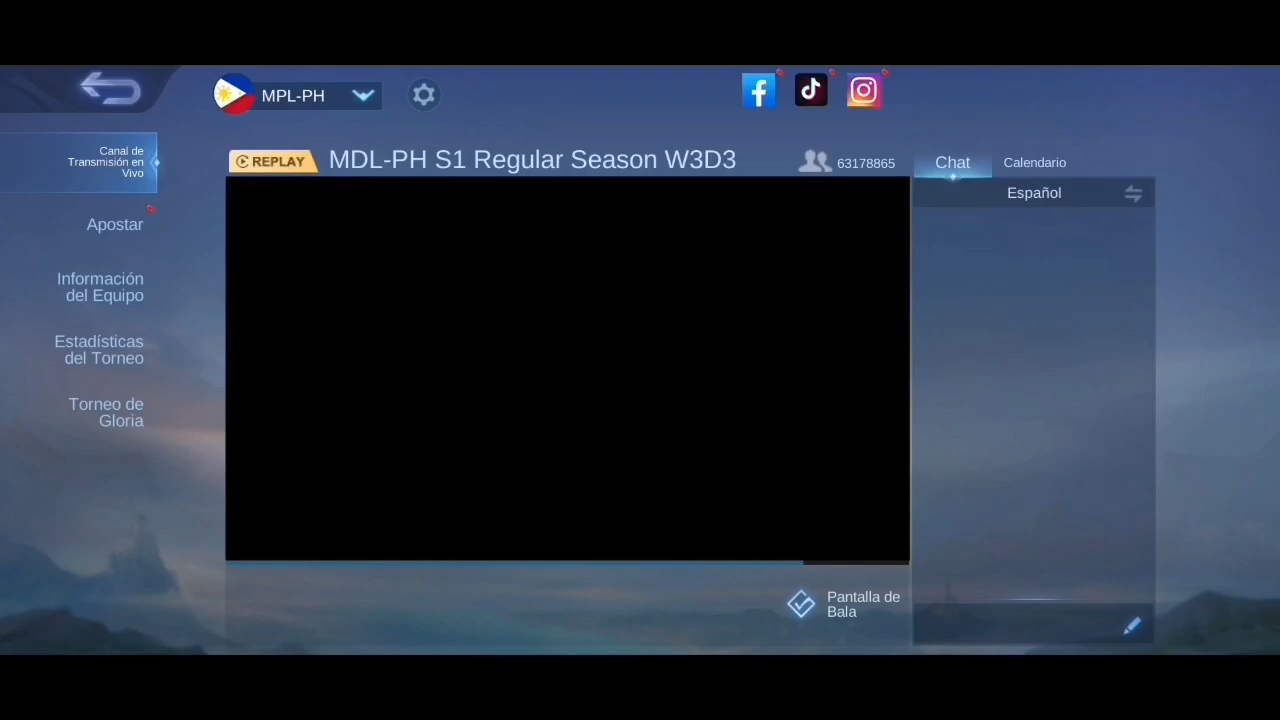 MPL-PH
Canal de
Transmisión en
Vivo
Apostar
Información
del Equipo
Estadísticas
del Torneo
Torneo de
Gloria
REPLAY
MDL-PH S1 Regular Season W3D3
63178865
Chat
Calendario
Español
Pantalla de
Bala